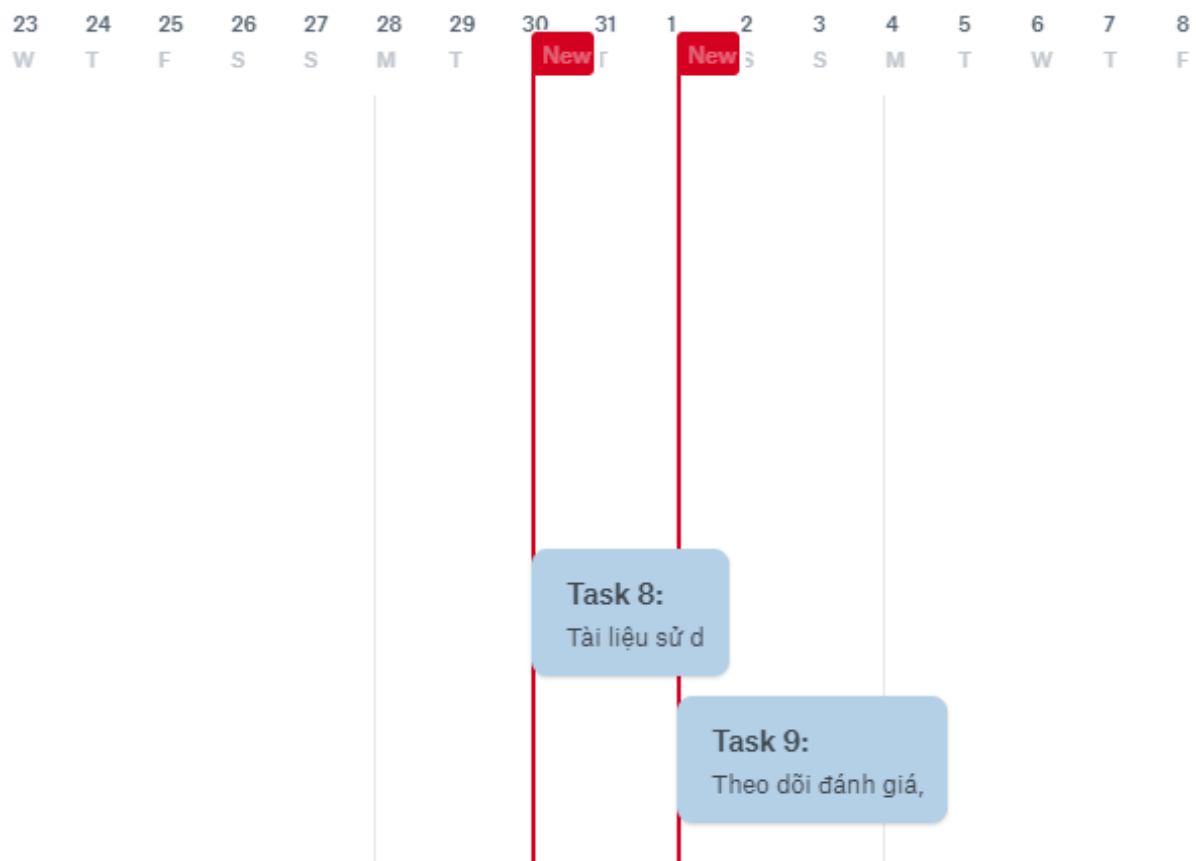 23 24 25 26 27 28 29 30 31 1 2 3 4 5 6 7 8
W T F S S M T New T New S S M T W T F
Task 8:
Tài liệu sử d
Task 9:
Theo dõi đánh giá,